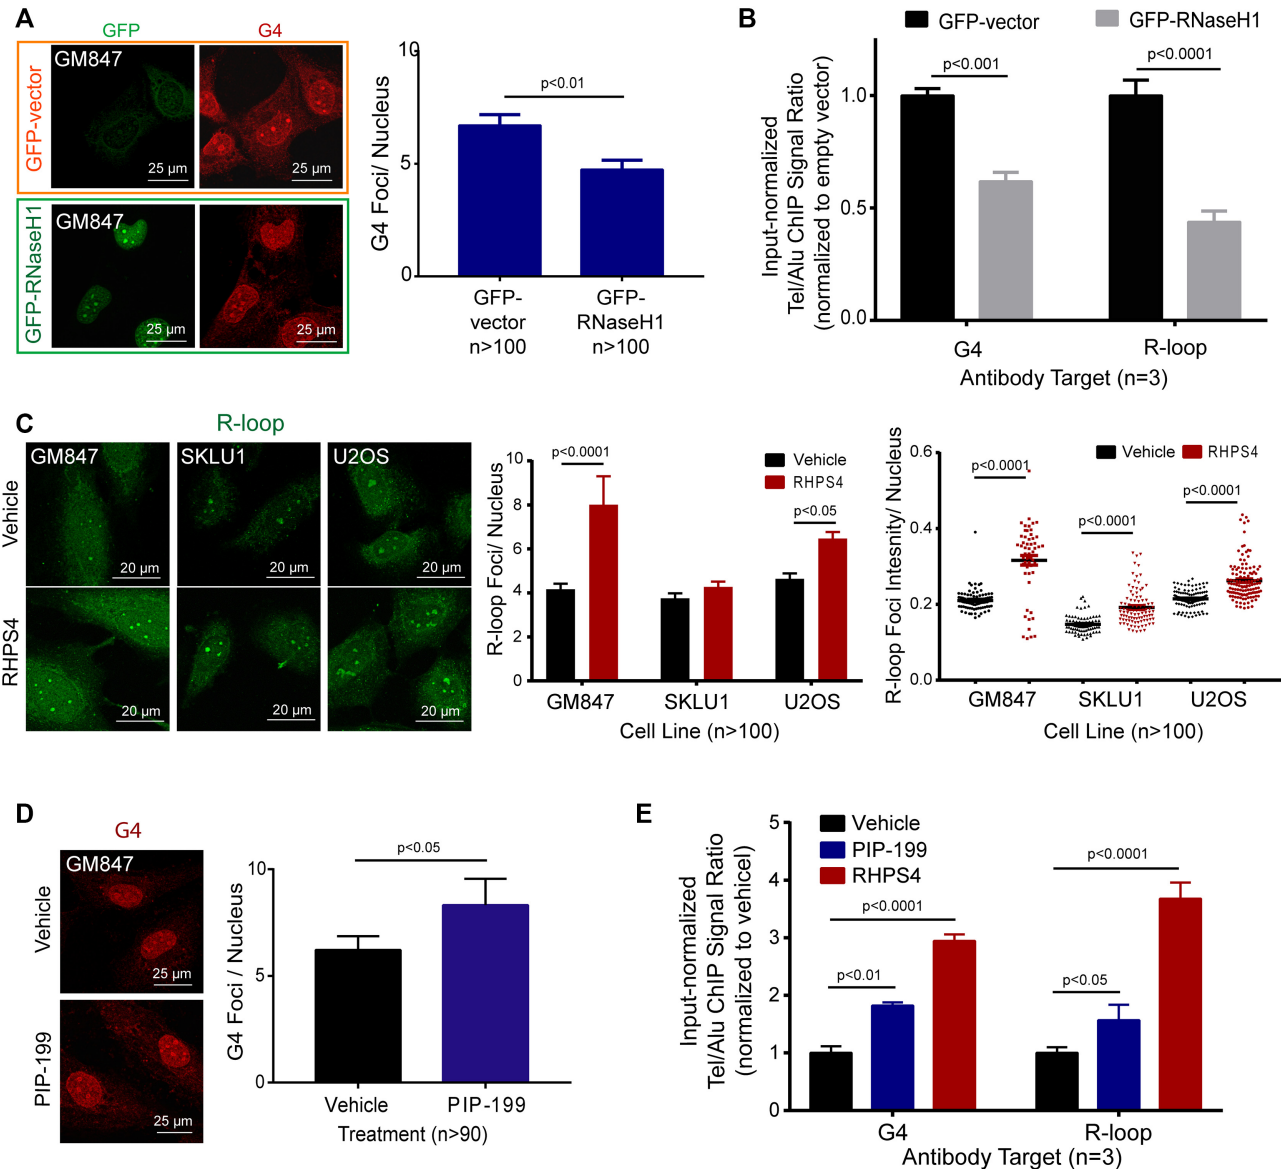 A
GFP
G4
GFP-vector
GM847
25 µm
25 µm
GFP-RNaseH1
GM847
25 µm
25 µm
G4 Foci/ Nucleus
10
5
0
p<0.01
GFP-
vector
n>100
GFP-
RNaseH1
n>100
B
GFP-vector
GFP-RNaseH1
Input-normalized
Tel/Alu ChIP Signal Ratio
(normalized to empty vector)
1.0
0.5
0.0
p<0.001
p<0.0001
G4
R-loop
Antibody Target (n=3)
C
R-loop
Vehicle
GM847
SKLU1
U2OS
20 µm
20 µm
20 µm
RHPS4
20 µm
20 µm
20 µm
R-loop Foci/ Nucleus
10
8
6
4
2
0
p<0.0001
Vehicle
RHPS4
p<0.05
GM847
SKLU1
U2OS
Cell Line (n>100)
R-loop Foci Intesnity/ Nucleus
0.6
0.4
0.2
0.0
Vehicle
RHPS4
p<0.0001
p<0.0001
p<0.0001
GM847
SKLU1
U2OS
Cell Line (n>100)
D
G4
Vehicle
GM847
25 µm
PIP-199
25 µm
G4 Foci / Nucleus
10
5
0
p<0.05
Vehicle
PIP-199
Treatment (n>90)
E
Vehicle
PIP-199
RHPS4
Input-normalized
Tel/Alu ChIP Signal Ratio
(normalized to vehicel)
5
4
3
2
1
0
p<0.0001
p<0.01
p<0.0001
p<0.05
G4
R-loop
Antibody Target (n=3)